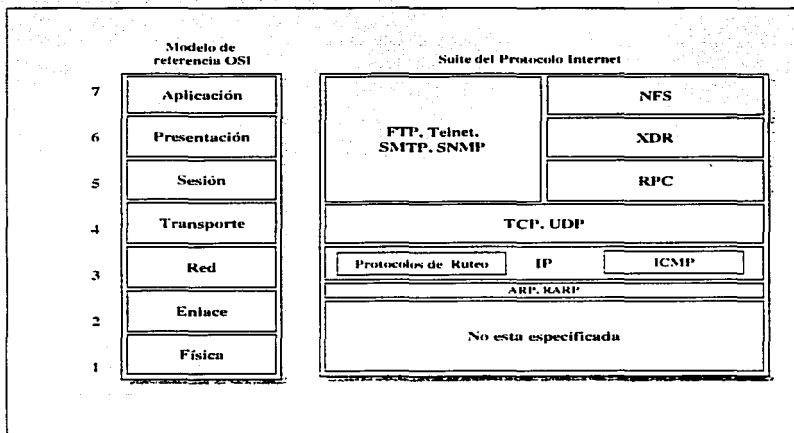 Modelo de
referencia OSI
Suite del Protocolo Internet
7
Aplicación
NFS
6
Presentación
FTP, Telnet.
SMTP. SNMP
XDR
5
Sesión
RPC
4
Transporte
TCP. UDP
3
Red
Protocolos de Ruteo
IP
ICMP
ARP. RARP
2
Enlace
No esta especificada
1
Física